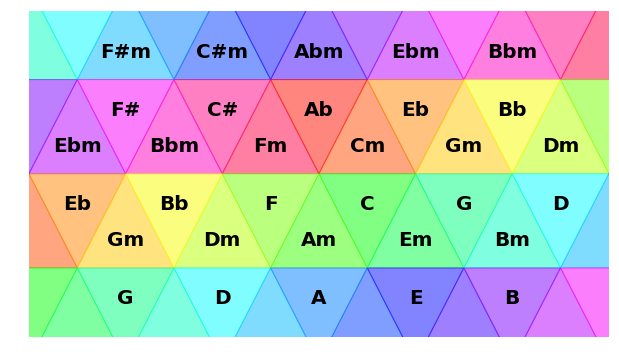 F#m C#m Abm Ebm Bbm
F# C# Ab Eb Bb
Ebm Bbm Fm Cm Gm Dm
Eb Bb F C G D
Gm Dm Am Em Bm
G D A E B